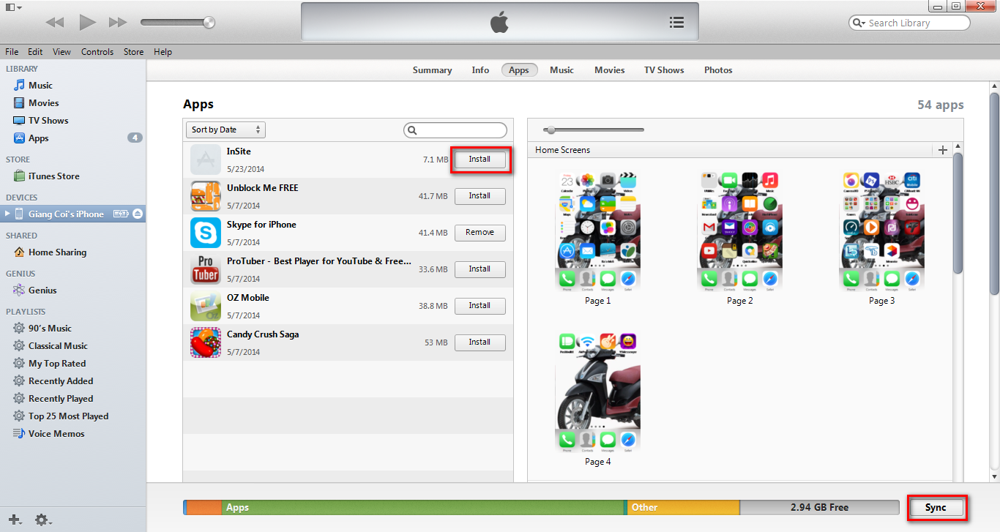 Search Library
File Edit View Controls Store Help
LIBRARY
Music
Movies
TV Shows
Apps 4
STORE
iTunes Store
DEVICES
Giang Coi's iPhone
SHARED
Home Sharing
GENIUS
Genius
PLAYLISTS
90's Music
Classical Music
My Top Rated
Recently Added
Recently Played
Top 25 Most Played
Voice Memos
Summary Info Apps Music Movies TV Shows Photos
Apps 54 apps
Sort by Date
InSite
5/23/2014
7.1 MB Install
Unblock Me FREE
5/7/2014
41.7 MB Install
Skype for iPhone
5/7/2014
41.4 MB Remove
Pro
Tuber
ProTuber - Best Player for YouTube & Free...
5/7/2014
33.6 MB Install
OZ
OZ Mobile
5/7/2014
38.8 MB Install
Candy Crush Saga
5/7/2014
53 MB Install
Home Screens
Page 1
Page 2
HSBC
citi
Page 3
Page 4
Apps Other 2.94 GB Free Sync